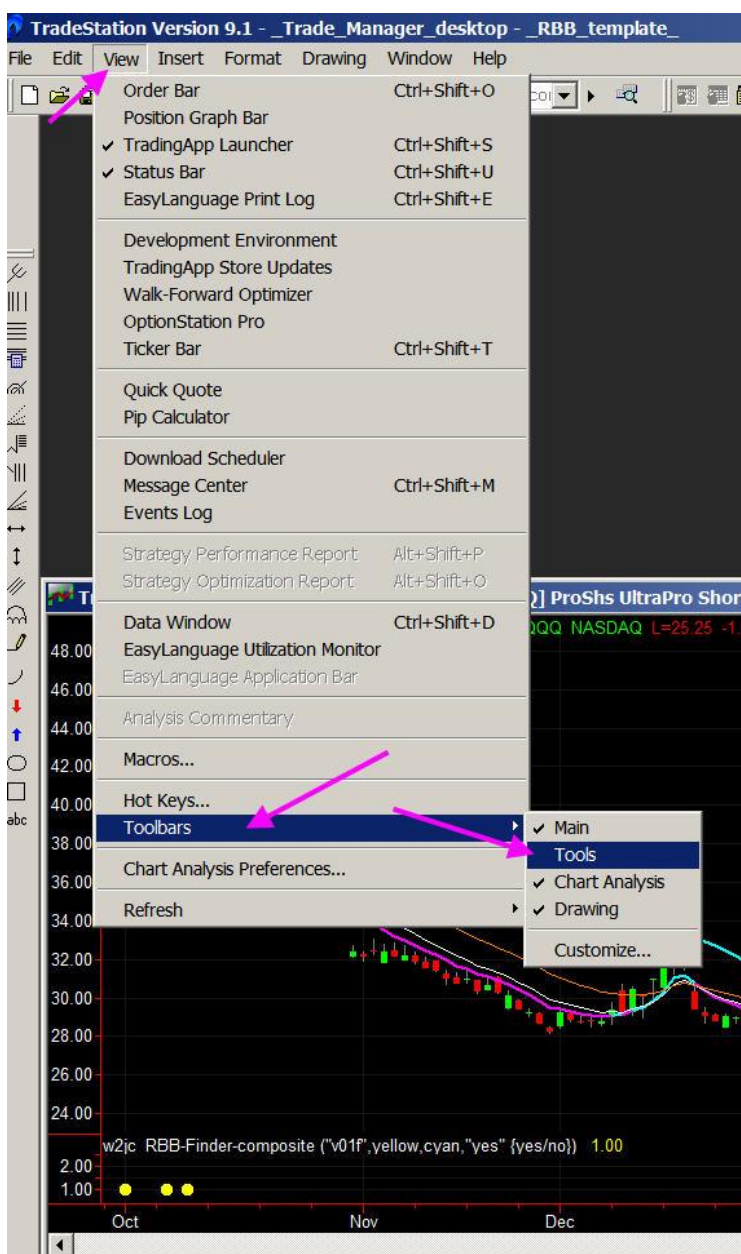 TradeStation Version 9.1 - _Trade_Manager_desktop - _RBB_template_
File Edit View Insert Format Drawing Window Help
Order Bar Ctrl+Shift+O
Position Graph Bar
TradingApp Launcher Ctrl+Shift+S
Status Bar Ctrl+Shift+U
EasyLanguage Print Log Ctrl+Shift+E
Development Environment
TradingApp Store Updates
Walk-Forward Optimizer
OptionStation Pro
Ticker Bar Ctrl+Shift+T
Quick Quote
Pip Calculator
Download Scheduler
Message Center Ctrl+Shift+M
Events Log
Strategy Performance Report Alt+Shift+P
Strategy Optimization Report Alt+Shift+O
Data Window Ctrl+Shift+D
EasyLanguage Utilization Monitor
EasyLanguage Application Bar
Analysis Commentary
Macros...
Hot Keys...
Toolbars
Chart Analysis Preferences...
Refresh
Main
Tools
Chart Analysis
Drawing
Customize...
abc
ProShs UltraPro Shor
QQQ NASDAQ L=25.25 -1.
48.00
46.00
44.00
42.00
40.00
38.00
36.00
34.00
32.00
30.00
28.00
26.00
24.00
w2jc RBB-Finder-composite ("v01f",yellow,cyan,"yes" {yes/no}) 1.00
2.00
1.00
Oct Nov Dec